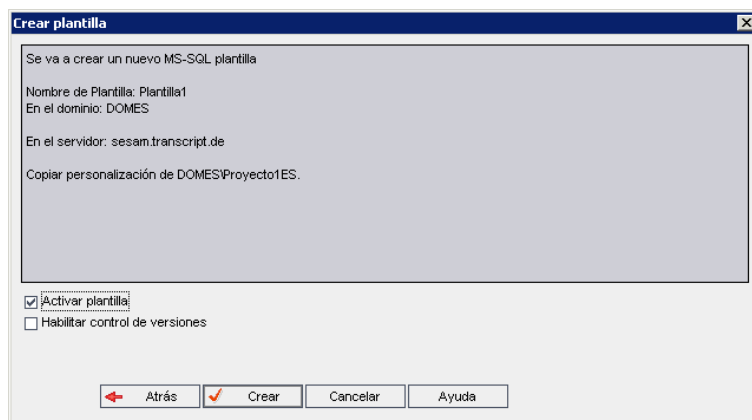 Crear plantilla
Se va a crear un nuevo MS-SQL plantilla
Nombre de Plantilla: Plantilla1
En el dominio: DOMES
En el servidor: sesam.transcript.de
Copiar personalización de DOMES\Proyecto1ES.
Activar plantilla
Habilitar control de versiones
Atrás Crear Cancelar Ayuda